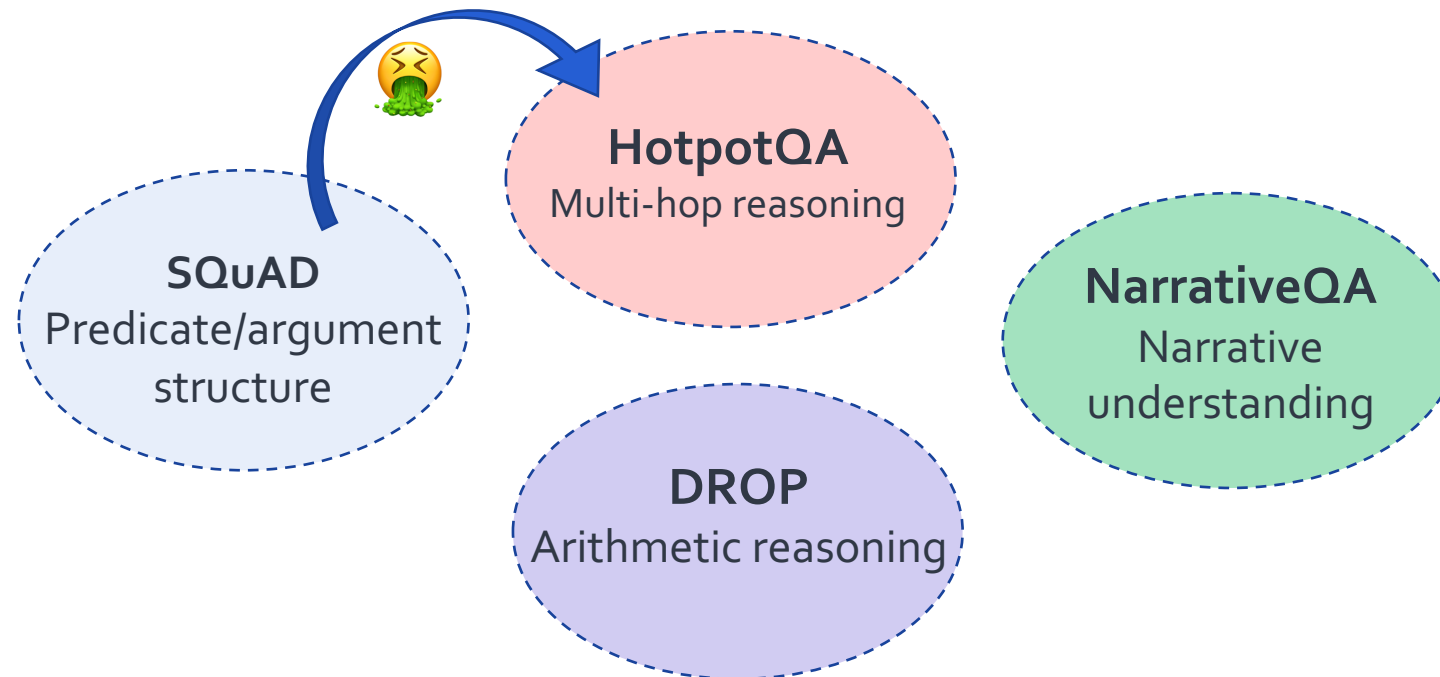 HotpotQA
Multi-hop reasoning
SQuAD
Predicate/argument
structure
NarrativeQA
Narrative
understanding
DROP
Arithmetic reasoning